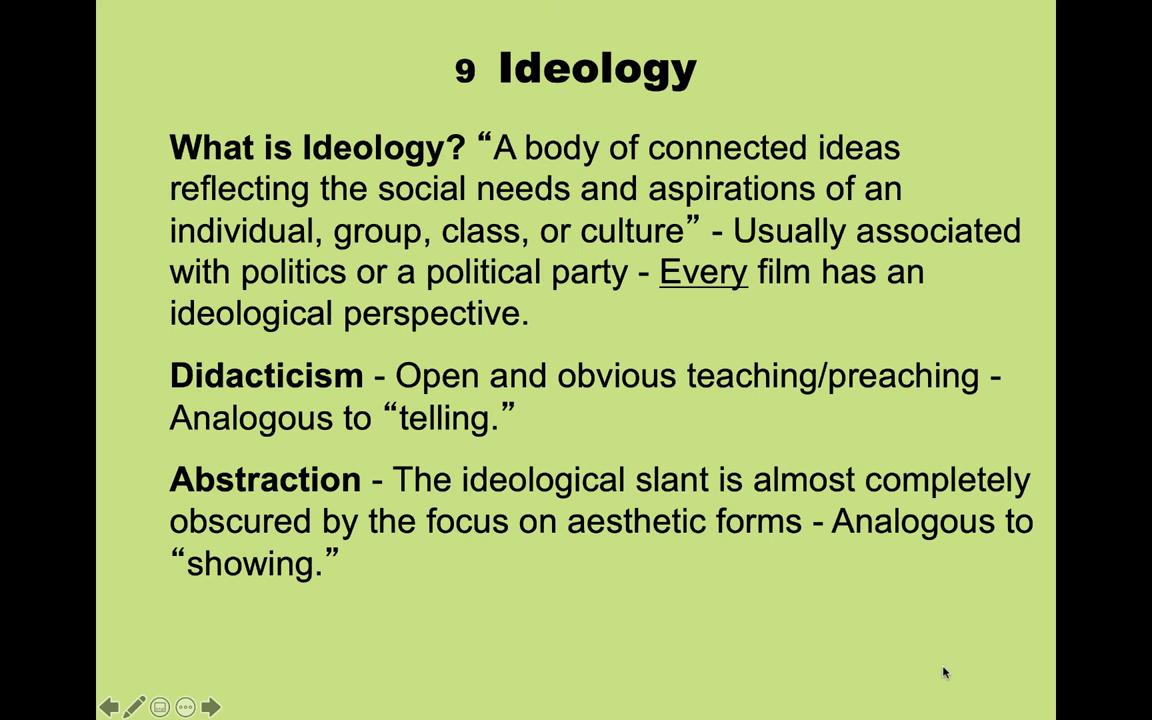 9 Ideology
What is Ideology? “A body of connected ideas
reflecting the social needs and aspirations of an
individual, group, class, or culture” - Usually associated
with politics or a political party - Every film has an
ideological perspective.
Didacticism - Open and obvious teaching/preaching -
Analogous to “telling.”
Abstraction - The ideological slant is almost completely
obscured by the focus on aesthetic forms - Analogous to
“showing.”